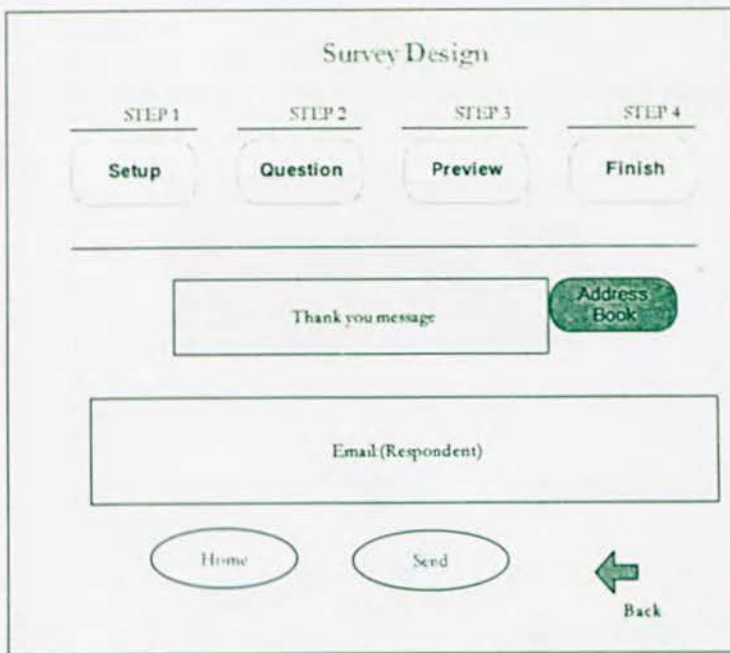 Survey Design
STEP 1 STEP 2 STEP 3 STEP 4
Setup Question Preview Finish
Thank you message
Address
Book
Email:(Respondent)
Home Send
Back